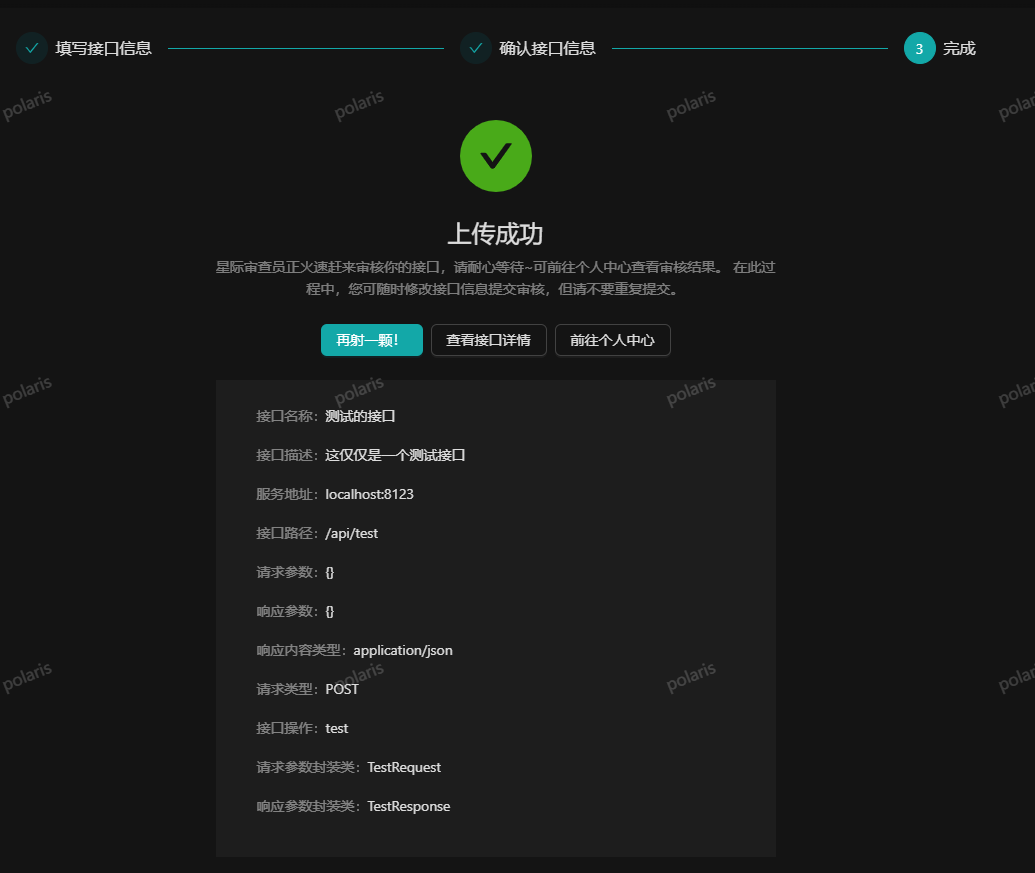 填写接口信息 确认接口信息 3 完成
polaris polaris polaris polar
上传成功
星际审查员正火速赶来审核你的接口，请耐心等待~可前往个人中心查看审核结果。 在此过
程中，您可随时修改接口信息提交审核，但请不要重复提交。
再射一颗！ 查看接口详情 前往个人中心
polaris polaris polaris polar
接口名称：测试的接口
接口描述：这仅仅是一个测试接口
服务地址：localhost:8123
接口路径：/api/test
请求参数：{}
响应参数：{}
响应内容类型：application/json
polaris polaris polaris polar
请求类型：POST
接口操作：test
请求参数封装类：TestRequest
响应参数封装类：TestResponse